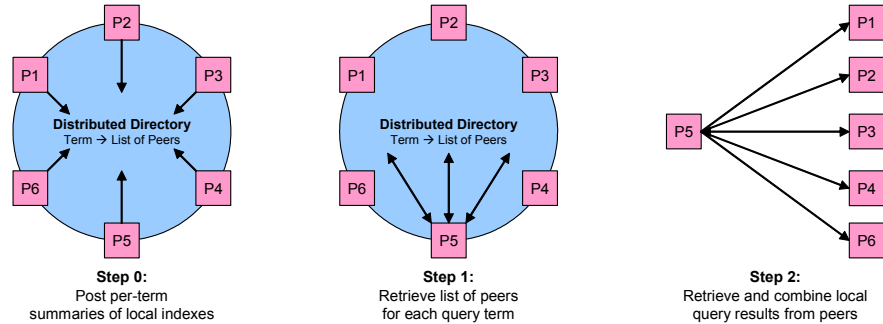 P2
P1
P3
Distributed Directory
Term → List of Peers
P6
P4
P5
Step 0:
Post per-term
summaries of local indexes
P2
P1
P3
Distributed Directory
Term → List of Peers
P6
P4
P5
Step 1:
Retrieve list of peers
for each query term
P1
P2
P5
P3
P4
P6
Step 2:
Retrieve and combine local
query results from peers